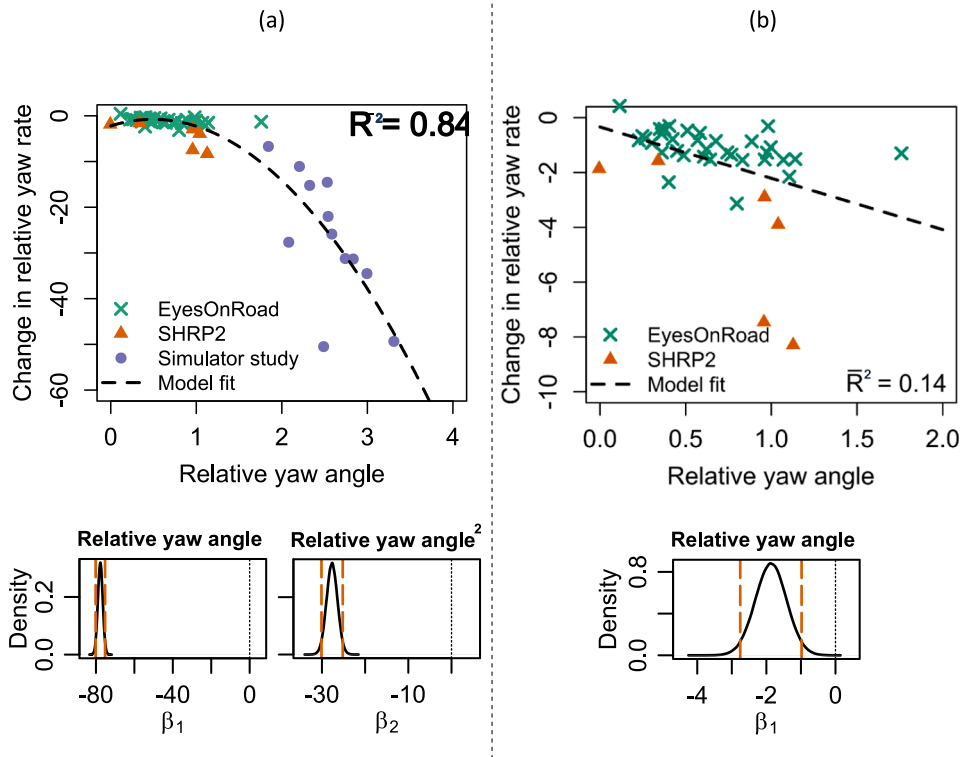 (a)
(b)
Change in relative yaw rate
0
-20
-40
-60
R²= 0.84
EyesOnRoad
SHRP2
Simulator study
Model fit
0 1 2 3 4
Relative yaw angle
Change in relative yaw rate
0
-2
-4
-6
-8
-10
EyesOnRoad
SHRP2
Model fit
R̅² = 0.14
0.0 0.5 1.0 1.5 2.0
Relative yaw angle
Relative yaw angle
Density
0.2
0.0
-80 -40 0
β₁
Relative yaw angle²
-30 -10
β₂
Relative yaw angle
Density
0.8
0.0
-4 -2 0
β₁